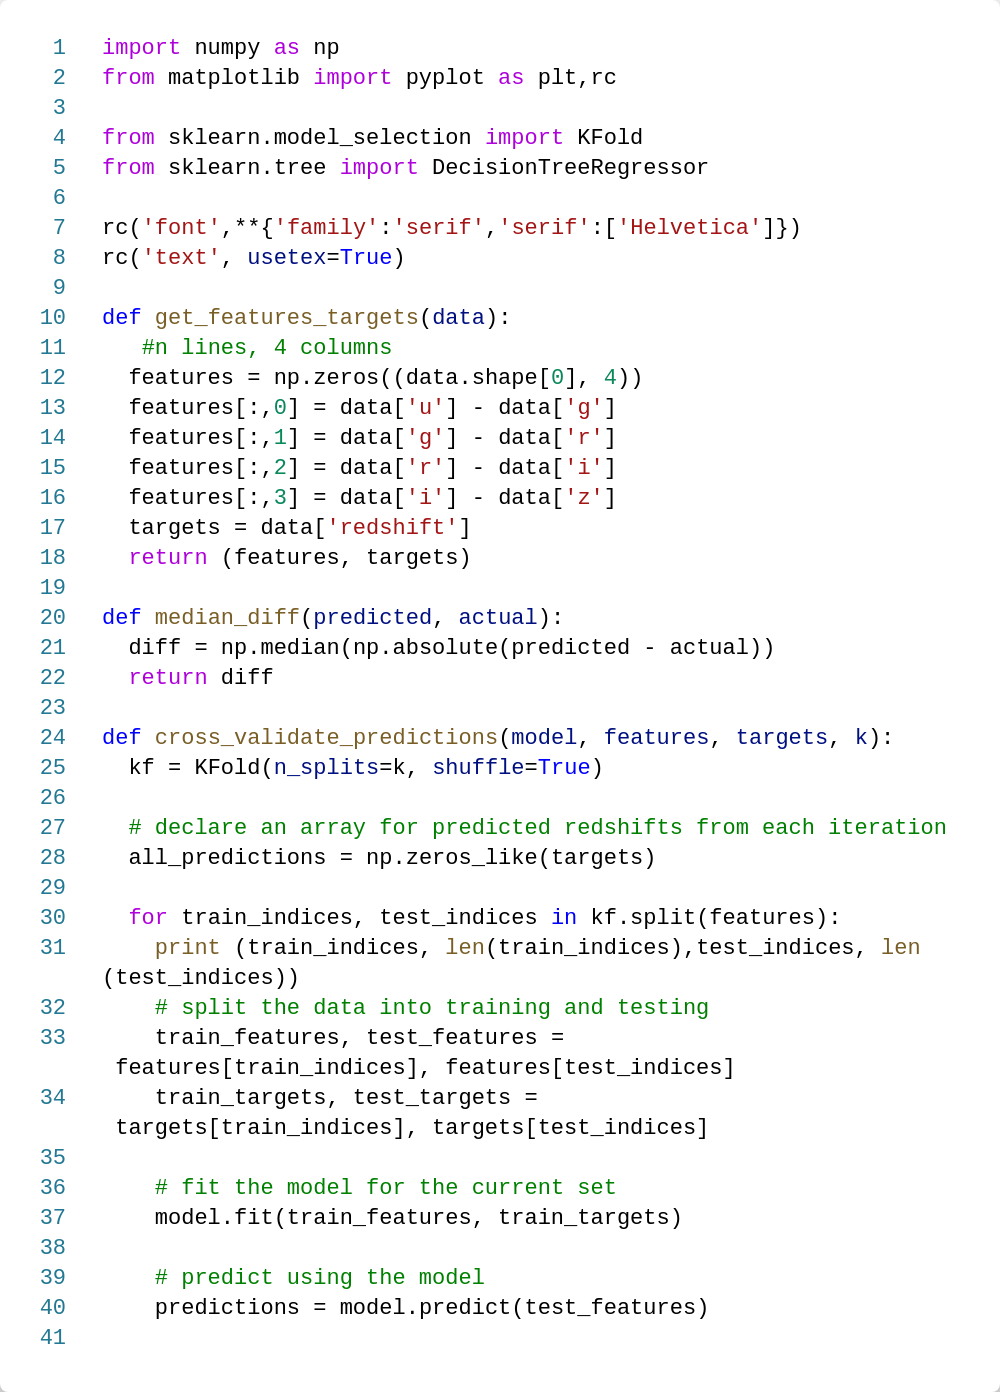 1 import numpy as np
2 from matplotlib import pyplot as plt,rc
3
4 from sklearn.model_selection import KFold
5 from sklearn.tree import DecisionTreeRegressor
6
7 rc('font',**{'family':'serif','serif':['Helvetica']})
8 rc('text', usetex=True)
9
10 def get_features_targets(data):
11    #n lines, 4 columns
12   features = np.zeros((data.shape[0], 4))
13   features[:,0] = data['u'] - data['g']
14   features[:,1] = data['g'] - data['r']
15   features[:,2] = data['r'] - data['i']
16   features[:,3] = data['i'] - data['z']
17   targets = data['redshift']
18   return (features, targets)
19
20 def median_diff(predicted, actual):
21   diff = np.median(np.absolute(predicted - actual))
22   return diff
23
24 def cross_validate_predictions(model, features, targets, k):
25   kf = KFold(n_splits=k, shuffle=True)
26
27   # declare an array for predicted redshifts from each iteration
28   all_predictions = np.zeros_like(targets)
29
30   for train_indices, test_indices in kf.split(features):
31     print (train_indices, len(train_indices),test_indices, len
(test_indices))
32     # split the data into training and testing
33     train_features, test_features =
features[train_indices], features[test_indices]
34     train_targets, test_targets =
targets[train_indices], targets[test_indices]
35
36     # fit the model for the current set
37     model.fit(train_features, train_targets)
38
39     # predict using the model
40     predictions = model.predict(test_features)
41